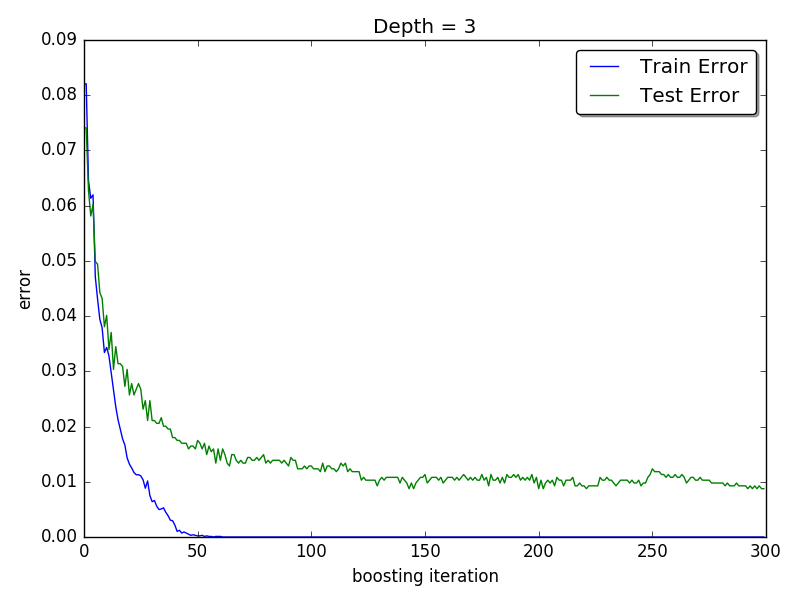 Depth = 3
0.09
0.08
0.07
0.06
0.05
0.04
0.03
0.02
0.01
0.00
error
Train Error
Test Error
0 50 100 150 200 250 300
boosting iteration